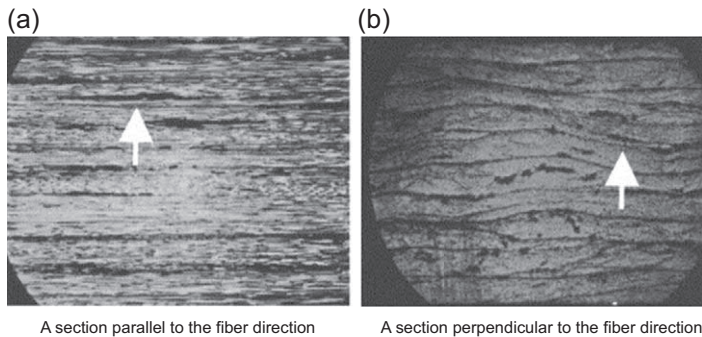 (a)
(b)
A section parallel to the fiber direction
A section perpendicular to the fiber direction